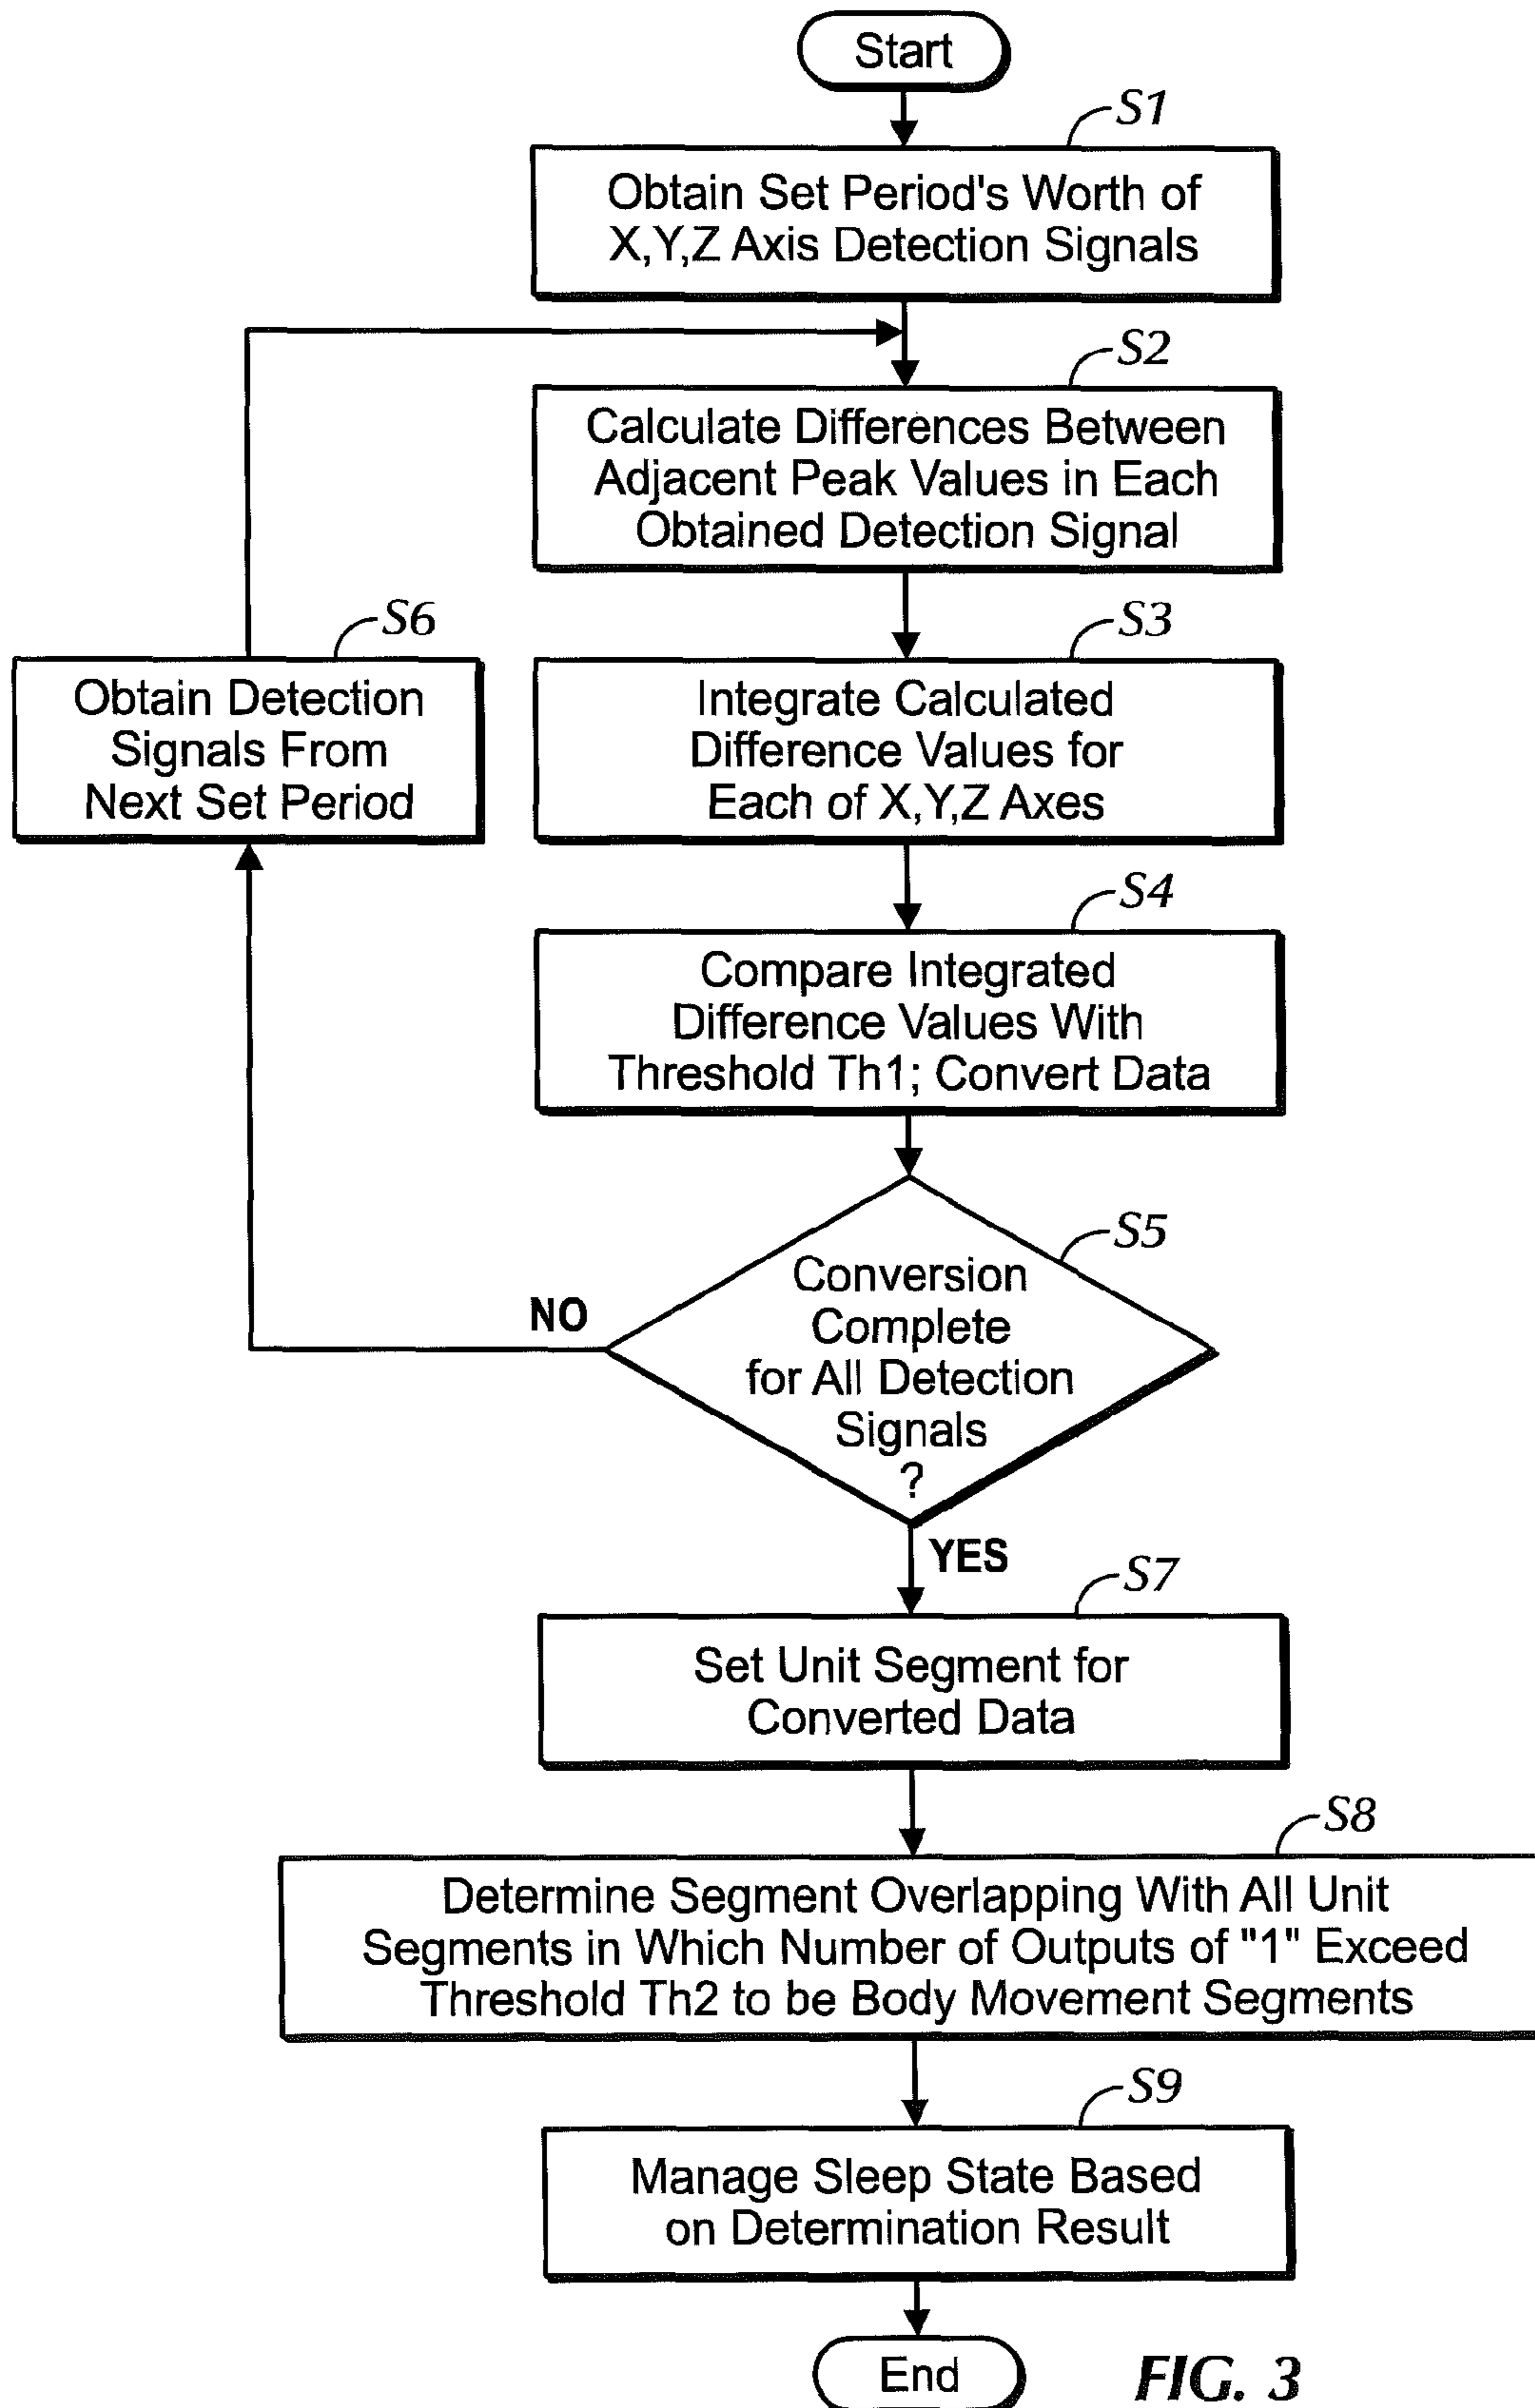 Start
S1
Obtain Set Period's Worth of
X,Y,Z Axis Detection Signals
S2
Calculate Differences Between
Adjacent Peak Values in Each
Obtained Detection Signal
S6
Obtain Detection
Signals From
Next Set Period
S3
Integrate Calculated
Difference Values for
Each of X,Y,Z Axes
S4
Compare Integrated
Difference Values With
Threshold Th1; Convert Data
S5
Conversion
Complete
for All Detection
Signals
?
NO
YES
S7
Set Unit Segment for
Converted Data
S8
Determine Segment Overlapping With All Unit
Segments in Which Number of Outputs of "1" Exceed
Threshold Th2 to be Body Movement Segments
S9
Manage Sleep State Based
on Determination Result
End
FIG. 3